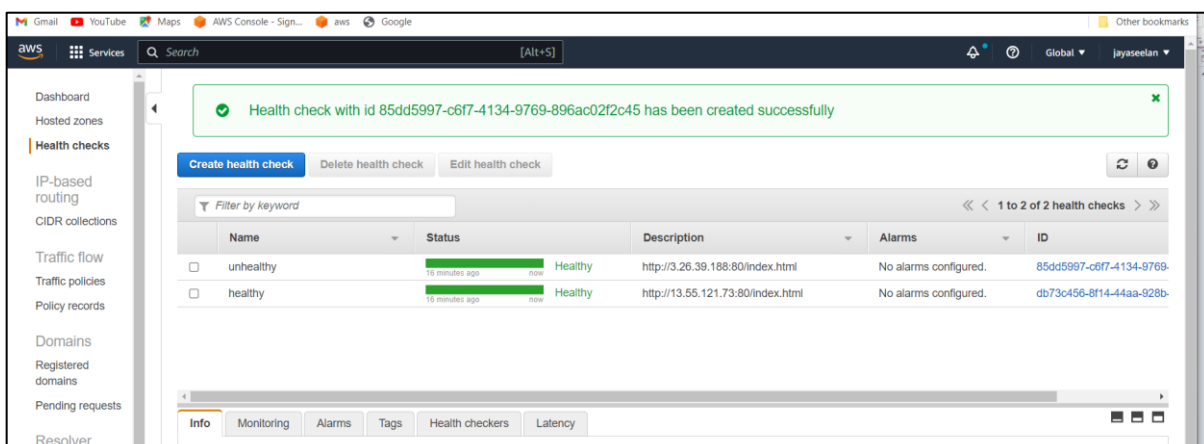 Gmail YouTube Maps AWS Console - Sign... aws Google Other bookmarks
aws Services Search [Alt+S] Global jayaseelan
Dashboard
Hosted zones
Health checks
IP-based
routing
CIDR collections
Traffic flow
Traffic policies
Policy records
Domains
Registered
domains
Pending requests
Resolver
Health check with id 85dd5997-c6f7-4134-9769-896ac02f2c45 has been created successfully
Create health check Delete health check Edit health check
Filter by keyword 1 to 2 of 2 health checks
Name Status Description Alarms ID
unhealthy 16 minutes ago now Healthy http://3.26.39.188:80/index.html No alarms configured. 85dd5997-c6f7-4134-9769-
healthy 16 minutes ago now Healthy http://13.55.121.73:80/index.html No alarms configured. db73c456-8f14-44aa-928b-
Info Monitoring Alarms Tags Health checkers Latency